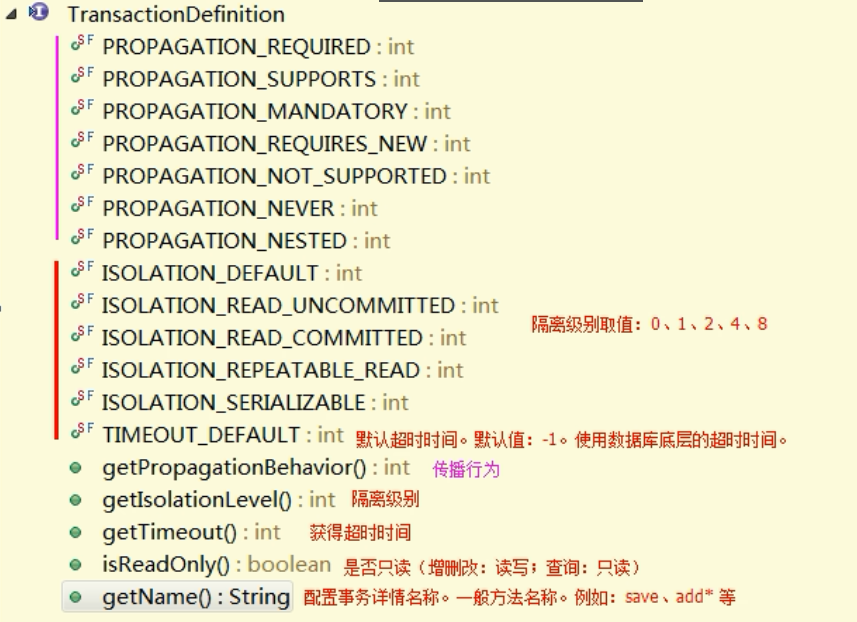 TransactionDefinition
PROPAGATION_REQUIRED : int
PROPAGATION_SUPPORTS : int
PROPAGATION_MANDATORY : int
PROPAGATION_REQUIRES_NEW : int
PROPAGATION_NOT_SUPPORTED : int
PROPAGATION_NEVER : int
PROPAGATION_NESTED : int
ISOLATION_DEFAULT : int
ISOLATION_READ_UNCOMMITTED : int
隔离级别取值：0、1、2、4、8
ISOLATION_READ_COMMITTED : int
ISOLATION_REPEATABLE_READ : int
ISOLATION_SERIALIZABLE : int
TIMEOUT_DEFAULT : int 默认超时时间。默认值：-1。使用数据库底层的超时时间。
getPropagationBehavior() : int 传播行为
getIsolationLevel() : int 隔离级别
getTimeout() : int 获得超时时间
isReadOnly() : boolean 是否只读（增删改：读写；查询：只读）
getName() : String 配置事务详情名称。一般方法名称。例如：save、add* 等